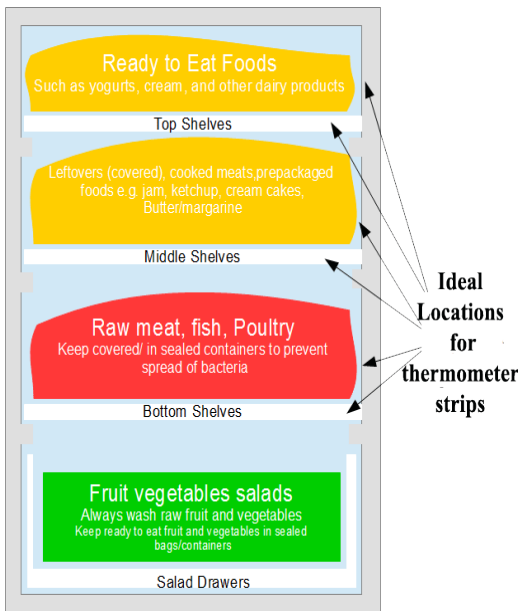 Ready to Eat Foods
Such as yogurts, cream, and other dairy products
Top Shelves
Leftovers (covered), cooked meats,prepackaged
foods e.g. jam, ketchup, cream cakes,
Butter/margarine
Middle Shelves
Raw meat, fish, Poultry
Keep covered/ in sealed containers to prevent
spread of bacteria
Bottom Shelves
Fruit vegetables salads
Always wash raw fruit and vegetables
Keep ready to eat fruit and vegetables in sealed
bags/containers
Salad Drawers
Ideal
Locations
for
thermometer
strips